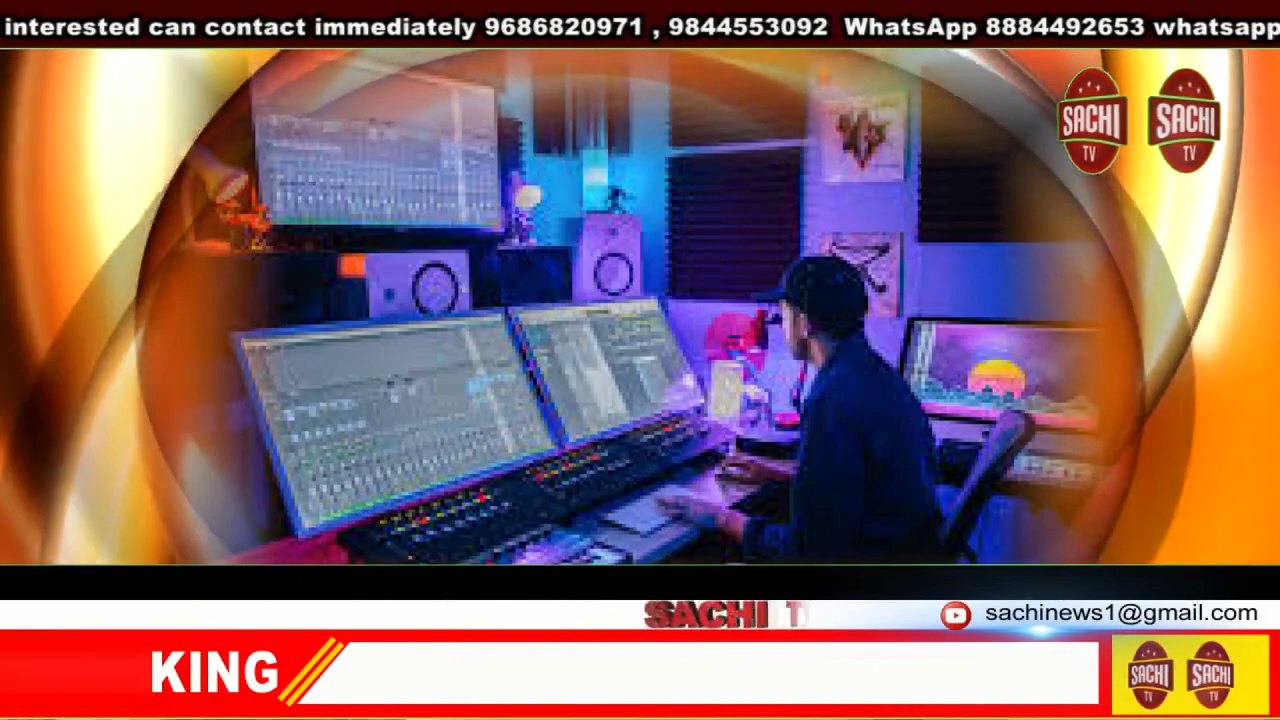 interested can contact immediately 9686820971 , 9844553092 WhatsApp 8884492653 whatsapp
SACHI TV
SACHI TV
SACHI T
sachinews1@gmail.com
KING
SACHI TV
SACHI TV